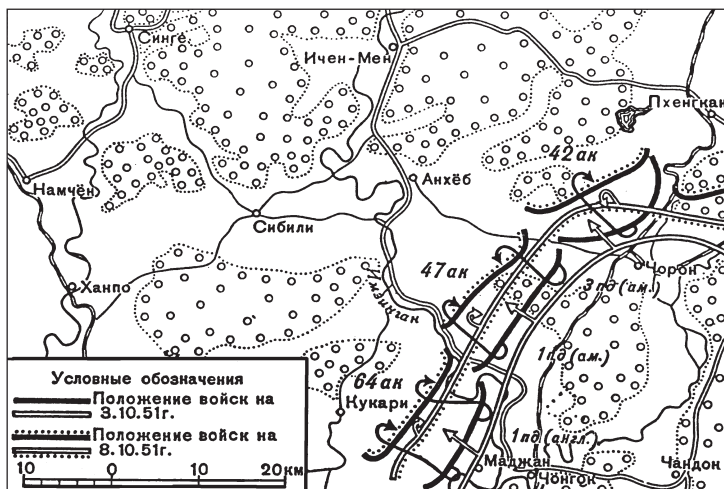 Синге
Ичен-Мен
Пхенгкан
42 ак
Намчён
Анхёб
Сибили
47 ак
Чорон
Ханпо
Имзинган
3 пд (ам.)
1 пд (ам.)
64 ак
Кукари
1 пд (англ.)
Маджан
Чонгок
Чандон
Условные обозначения
Положение войск на
3.10.51г.
Положение войск на
8.10.51г.
10 0 10 20 км